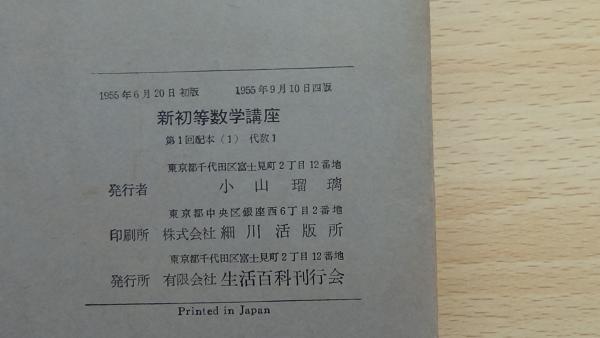 1955年6月20日 初版 1955年9月10日四版
新初等数学講座
第1回配本(1) 代数1
東京都千代田区富士見町2丁目12番地
発行者 小山瑠璃
東京都中央区銀座西6丁目2番地
印刷所 株式会社 細川活版所
東京都千代田区富士見町2丁目12番地
発行所 有限会社 生活百科刊行会
Printed in Japan